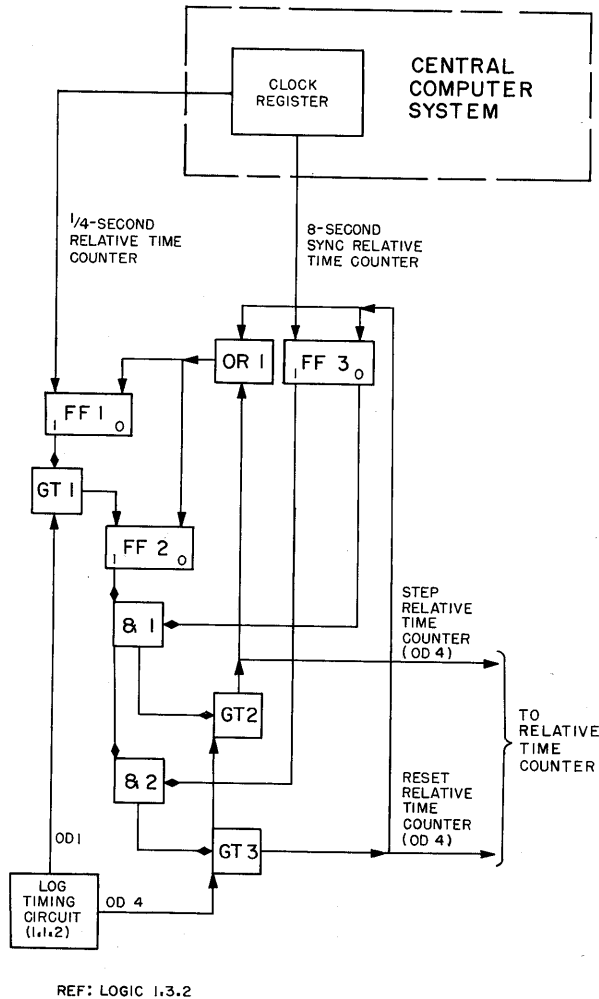 CLOCK
REGISTER
CENTRAL
COMPUTER
SYSTEM
1/4-SECOND
RELATIVE TIME
COUNTER
8-SECOND
SYNC RELATIVE
TIME COUNTER
OR 1
1 FF 3 0
FF 1
1 0
GT 1
FF 2
1 0
& 1
STEP
RELATIVE
TIME
COUNTER
(OD 4)
GT2
TO
RELATIVE
TIME
COUNTER
& 2
RESET
RELATIVE
TIME
COUNTER
(OD 4)
OD1
GT 3
LOG
TIMING
CIRCUIT
(1.1.2)
OD 4
REF: LOGIC 1.3.2